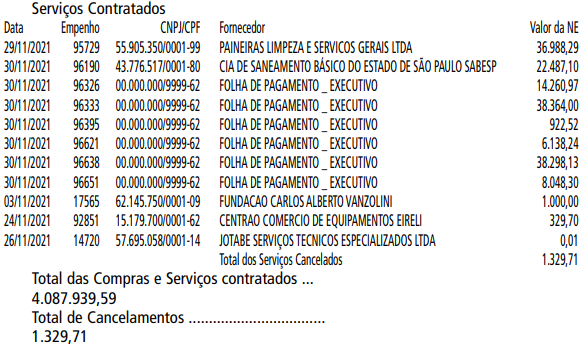 Serviços Contratados
Data Empenho CNPJ/CPF Fornecedor Valor da NE
29/11/2021 95729 55.905.350/0001-99 PAINEIRAS LIMPEZA E SERVICOS GERAIS LTDA 36.988,29
30/11/2021 96190 43.776.517/0001-80 CIA DE SANEAMENTO BÁSICO DO ESTADO DE SÃO PAULO SABESP 22.487,10
30/11/2021 96326 00.000.000/9999-62 FOLHA DE PAGAMENTO _ EXECUTIVO 14.260,97
30/11/2021 96333 00.000.000/9999-62 FOLHA DE PAGAMENTO _ EXECUTIVO 38.364,00
30/11/2021 96395 00.000.000/9999-62 FOLHA DE PAGAMENTO _ EXECUTIVO 922,52
30/11/2021 96621 00.000.000/9999-62 FOLHA DE PAGAMENTO _ EXECUTIVO 6.138,24
30/11/2021 96638 00.000.000/9999-62 FOLHA DE PAGAMENTO _ EXECUTIVO 38.298,13
30/11/2021 96651 00.000.000/9999-62 FOLHA DE PAGAMENTO _ EXECUTIVO 8.048,30
03/11/2021 17565 62.145.750/0001-09 FUNDACAO CARLOS ALBERTO VANZOLINI 1.000,00
24/11/2021 92851 15.179.700/0001-62 CENTRAO COMERCIO DE EQUIPAMENTOS EIRELI 329,70
26/11/2021 14720 57.695.058/0001-14 JOTABE SERVIÇOS TECNICOS ESPECIALIZADOS LTDA 0,01
Total dos Serviços Cancelados 1.329,71
Total das Compras e Serviços contratados ...
4.087.939,59
Total de Cancelamentos ..................................
1.329,71